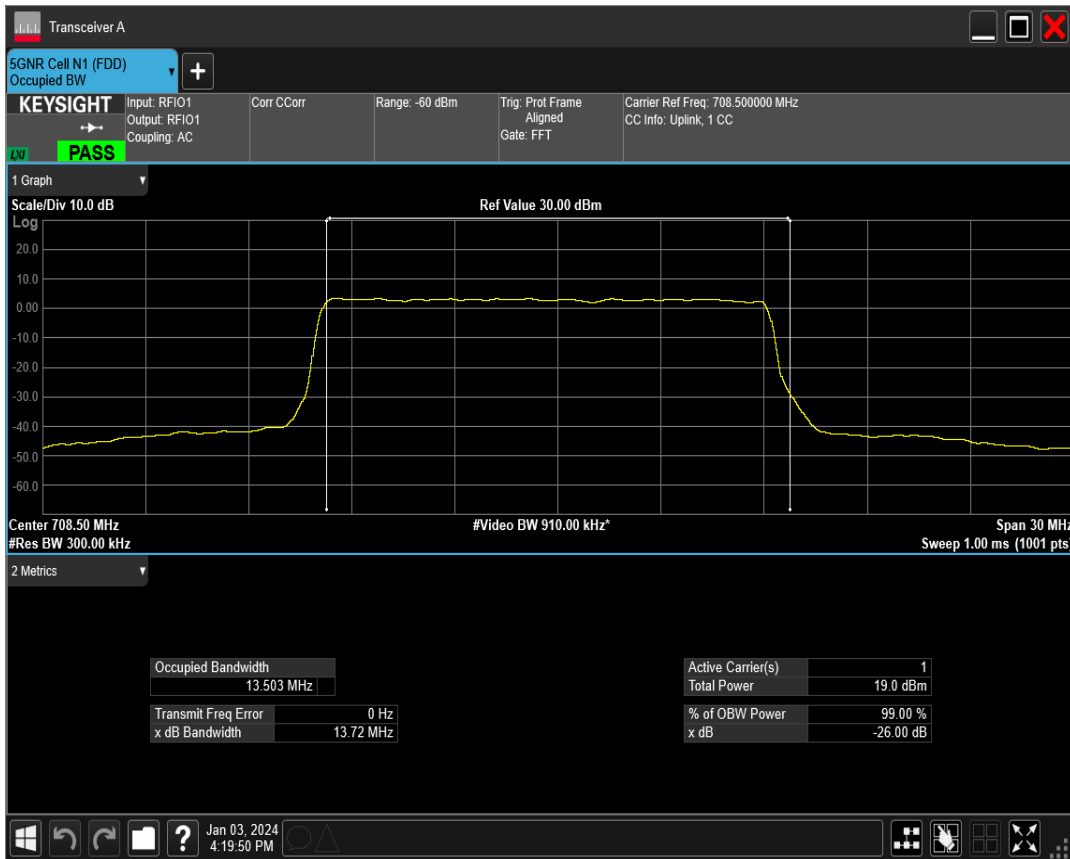 Transceiver A
5GNR Cell N1 (FDD)
Occupied BW
+
KEYSIGHT
LXI
PASS
Input: RFIO1
Output: RFIO1
Coupling: AC
Corr CCorr
Range: -60 dBm
Trig: Prot Frame
Aligned
Gate: FFT
Carrier Ref Freq: 708.500000 MHz
CC Info: Uplink, 1 CC
1 Graph
Scale/Div 10.0 dB
Ref Value 30.00 dBm
Log
20.0
10.0
0.00
-10.0
-20.0
-30.0
-40.0
-50.0
-60.0
Center 708.50 MHz
#Video BW 910.00 kHz*
Span 30 MHz
#Res BW 300.00 kHz
Sweep 1.00 ms (1001 pts)
2 Metrics
Occupied Bandwidth
13.503 MHz
Transmit Freq Error 0 Hz
x dB Bandwidth 13.72 MHz
Active Carrier(s) 1
Total Power 19.0 dBm
% of OBW Power 99.00 %
x dB -26.00 dB
?
Jan 03, 2024
4:19:50 PM